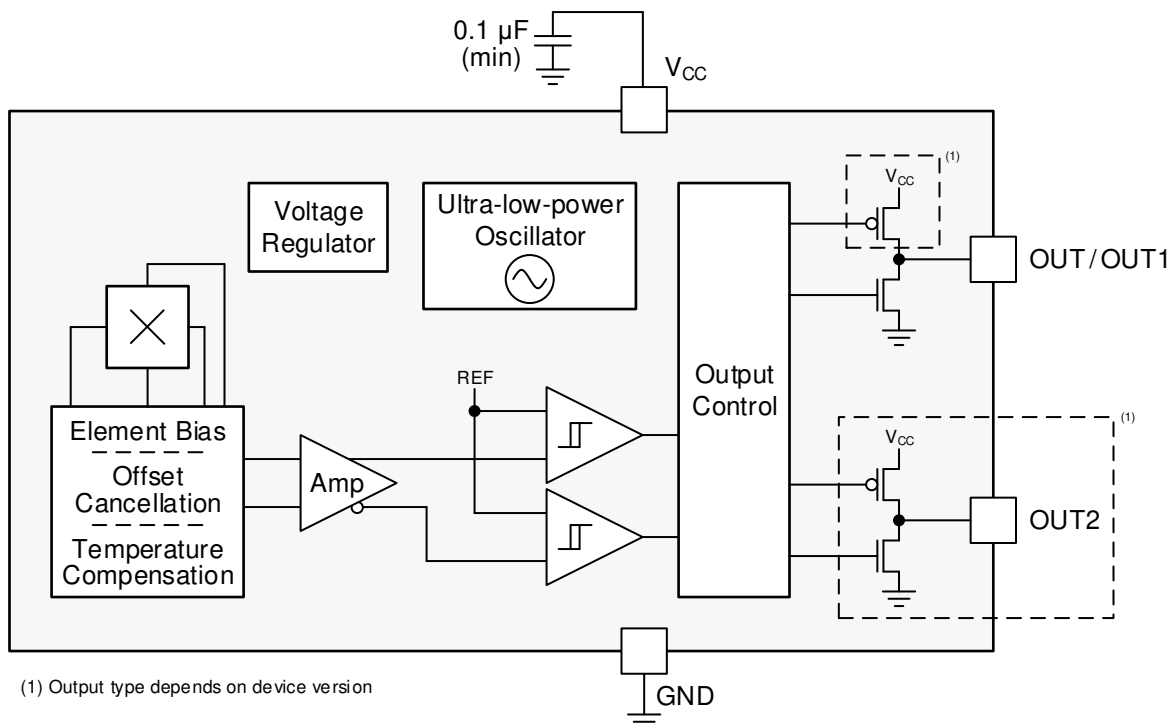 0.1 µF
(min)
VCC
(1)
VCC
Voltage
Regulator
Ultra-low-power
Oscillator
OUT/OUT1
REF
Output
Control
(1)
VCC
Element Bias
Offset
Cancellation
Temperature
Compensation
Amp
OUT2
GND
(1) Output type depends on device version